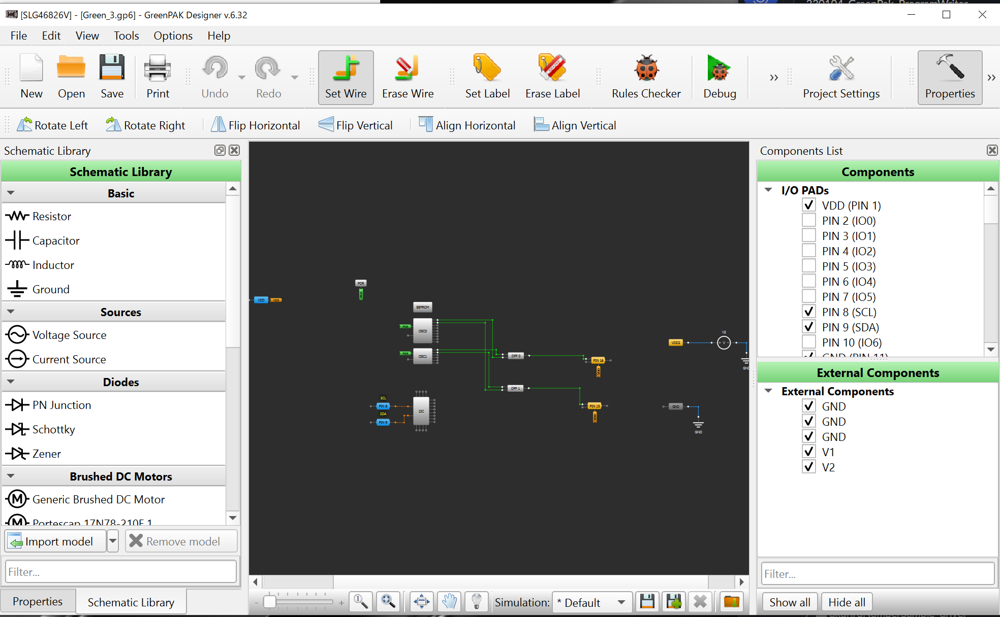 [SLG46826V] - [Green_3.gp6] - GreenPAK Designer v.6.32
File Edit View Tools Options Help
New Open Save Print Undo Redo Set Wire Erase Wire Set Label Erase Label Rules Checker Debug » Project Settings Properties »
Rotate Left Rotate Right Flip Horizontal Flip Vertical Align Horizontal Align Vertical
Schematic Library
Schematic Library
Basic
Resistor
Capacitor
Inductor
Ground
Sources
Voltage Source
Current Source
Diodes
PN Junction
Schottky
Zener
Brushed DC Motors
Generic Brushed DC Motor
Portescap 17N78-210E.1
Import model Remove model
Filter...
Properties Schematic Library
POR
POR
VDD VDD
EEPROM
POR
OSC0
POR
OSC1
DFF 0
PIN 16
VDD
DFF 1
PIN 15
VDD
SCL
PIN 8
SDA
PIN 9
I2C
V2
VDD2
+ V -
GND
GND
GND
- + Simulation: * Default
Components List
Components
I/O PADs
VDD (PIN 1)
PIN 2 (IO0)
PIN 3 (IO1)
PIN 4 (IO2)
PIN 5 (IO3)
PIN 6 (IO4)
PIN 7 (IO5)
PIN 8 (SCL)
PIN 9 (SDA)
PIN 10 (IO6)
GND (PIN 11)
External Components
External Components
GND
GND
GND
V1
V2
Filter...
Show all Hide all